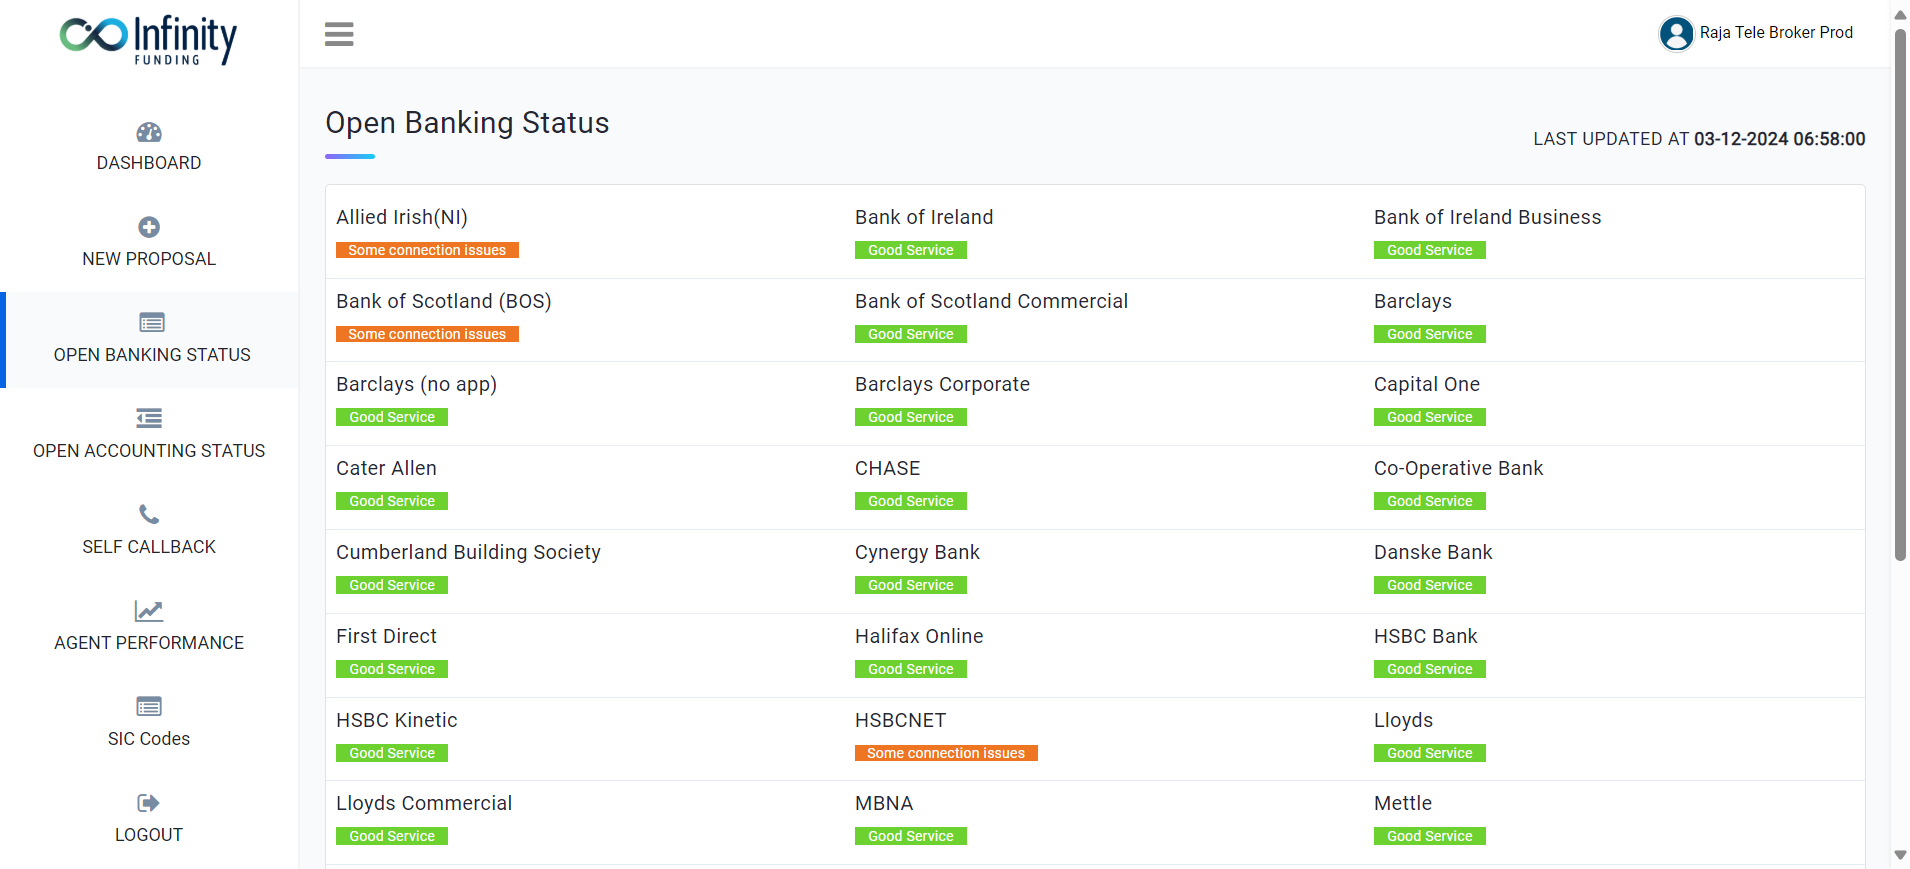 Infinity
FUNDING
Raja Tele Broker Prod
DASHBOARD
NEW PROPOSAL
OPEN BANKING STATUS
OPEN ACCOUNTING STATUS
SELF CALLBACK
AGENT PERFORMANCE
SIC Codes
LOGOUT
Open Banking Status
LAST UPDATED AT 03-12-2024 06:58:00
Allied Irish(NI)
Some connection issues
Bank of Ireland
Good Service
Bank of Ireland Business
Good Service
Bank of Scotland (BOS)
Some connection issues
Bank of Scotland Commercial
Good Service
Barclays
Good Service
Barclays (no app)
Good Service
Barclays Corporate
Good Service
Capital One
Good Service
Cater Allen
Good Service
CHASE
Good Service
Co-Operative Bank
Good Service
Cumberland Building Society
Good Service
Cynergy Bank
Good Service
Danske Bank
Good Service
First Direct
Good Service
Halifax Online
Good Service
HSBC Bank
Good Service
HSBC Kinetic
Good Service
HSBCNET
Some connection issues
Lloyds
Good Service
Lloyds Commercial
Good Service
MBNA
Good Service
Mettle
Good Service